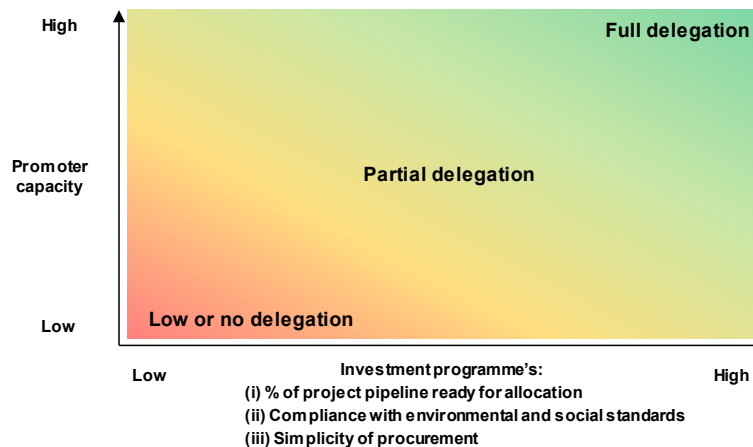 High
Full delegation
Promoter
capacity
Partial delegation
Low
Low or no delegation
Low
Investment programme's:
High
(i) % of project pipeline ready for allocation
(ii) Compliance with environmental and social standards
(iii) Simplicity of procurement